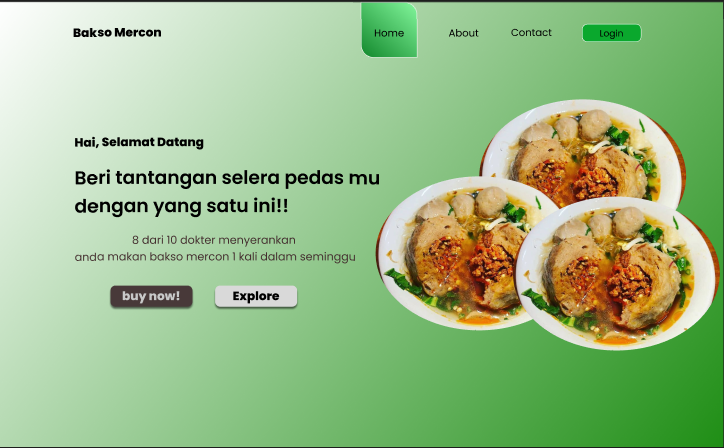 Bakso Mercon
Home
About
Contact
Login
Hai, Selamat Datang
Beri tantangan selera pedas mu
dengan yang satu ini!!
8 dari 10 dokter menyerankan
anda makan bakso mercon 1 kali dalam seminggu
buy now!
Explore